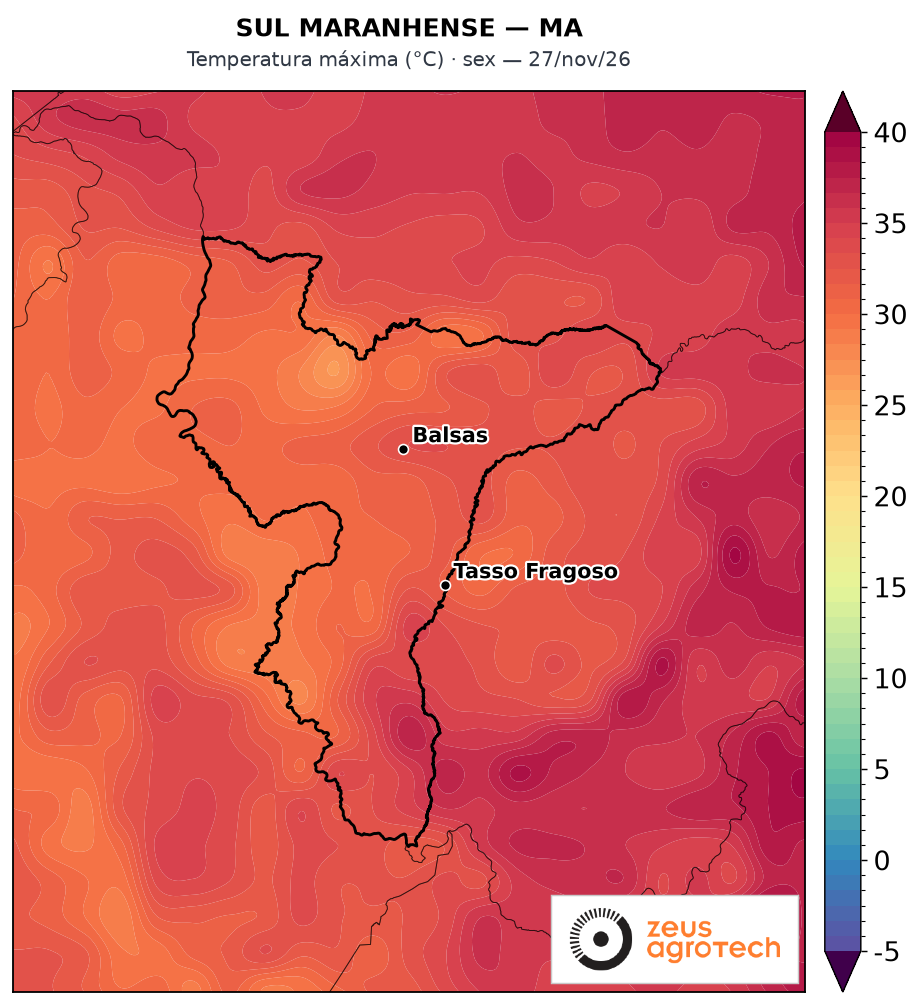 SUL MARANHENSE — MA
Temperatura máxima (°C) · sex — 27/nov/26
40
35
30
25
20
15
10
5
0
-5
Balsas
Tasso Fragoso
zeus
agrotech